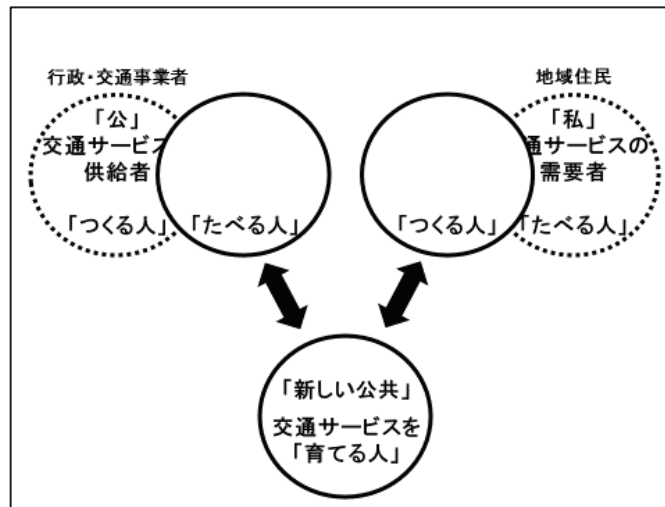 行政・交通事業者
「公」
交通サービス
供給者
「つくる人」
「たべる人」
地域住民
「私」
通サービスの
需要者
「つくる人」
「たべる人」
「新しい公共」
交通サービスを
「育てる人」